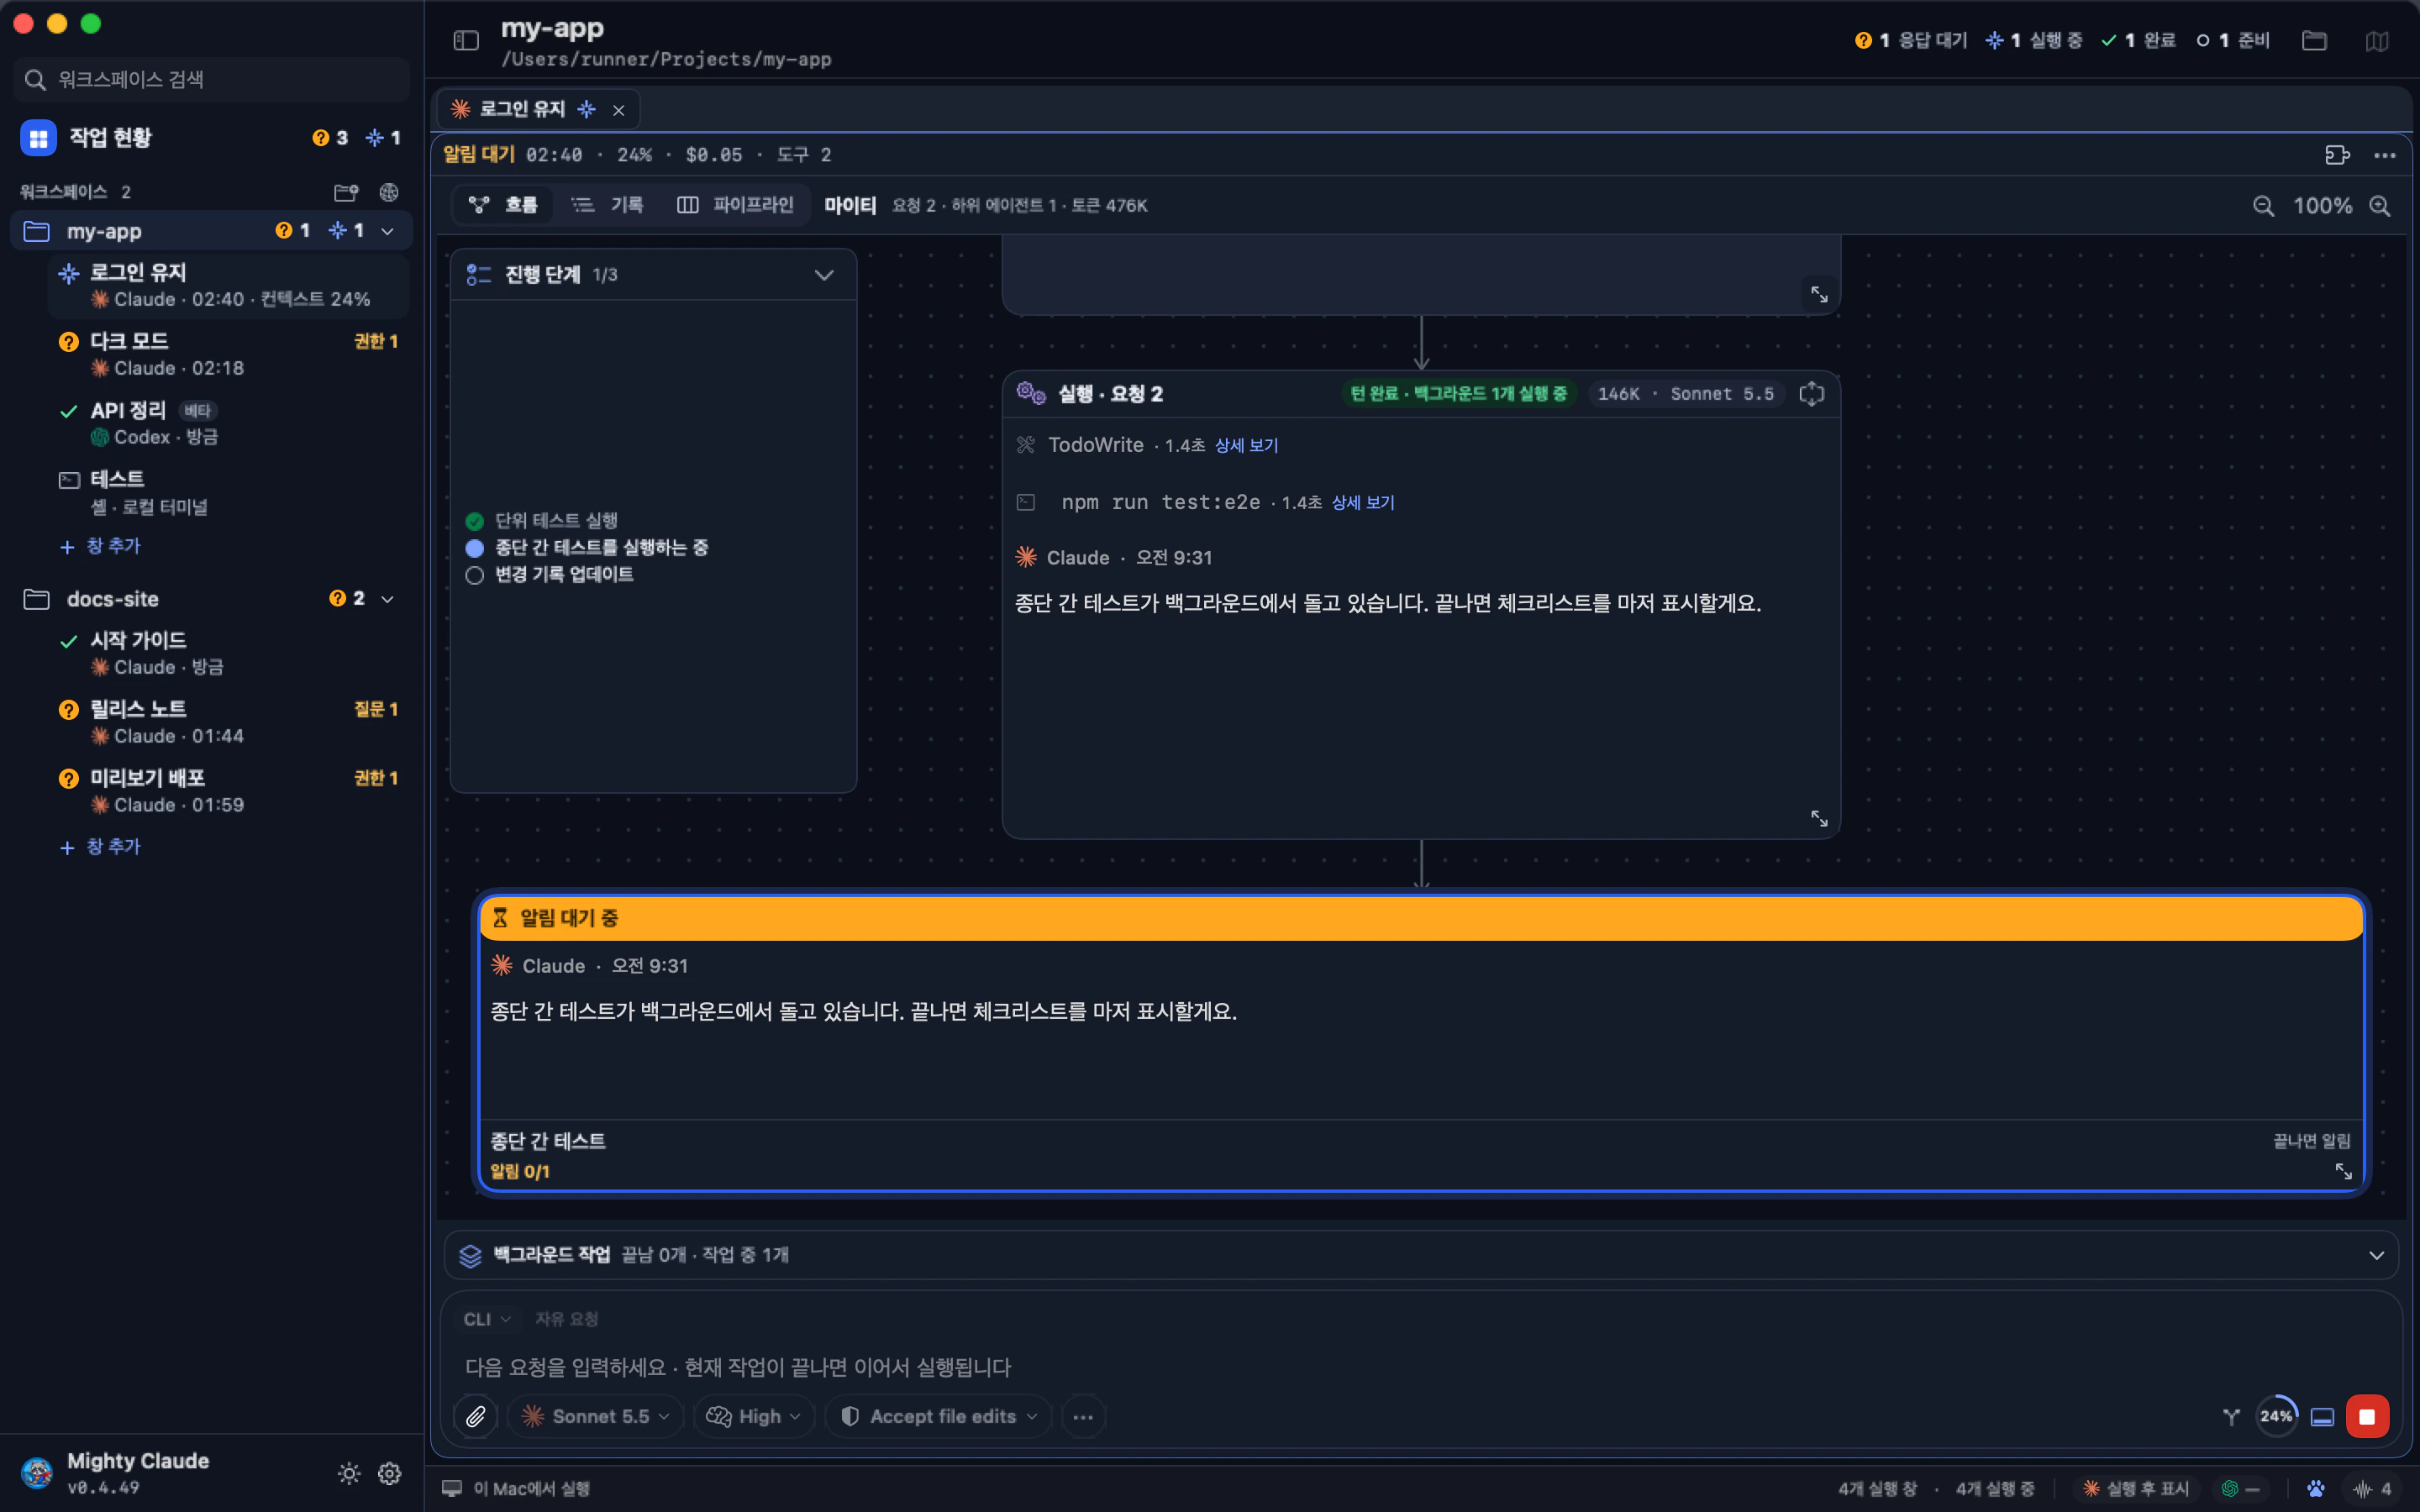 my-app
/Users/runner/Projects/my-app
1 응답 대기 1 실행 중 1 완료 1 준비
워크스페이스 검색
작업 현황 3 1
워크스페이스 2
my-app 1 1
로그인 유지
Claude · 02:40 · 컨텍스트 24%
다크 모드 권한 1
Claude · 02:18
API 정리 베타
Codex · 방금
테스트
셸 · 로컬 터미널
+ 창 추가
docs-site 2
시작 가이드
Claude · 방금
릴리스 노트 질문 1
Claude · 01:44
미리보기 배포 권한 1
Claude · 01:59
+ 창 추가
Mighty Claude
v0.4.49
로그인 유지
알림 대기 02:40 · 24% · $0.05 · 도구 2
흐름 기록 파이프라인 마이티 요청 2 · 하위 에이전트 1 · 토큰 476K
100%
진행 단계 1/3
단위 테스트 실행
종단 간 테스트를 실행하는 중
변경 기록 업데이트
실행 · 요청 2 턴 완료 · 백그라운드 1개 실행 중 146K · Sonnet 5.5
TodoWrite · 1.4초 상세 보기
npm run test:e2e · 1.4초 상세 보기
Claude · 오전 9:31
종단 간 테스트가 백그라운드에서 돌고 있습니다. 끝나면 체크리스트를 마저 표시할게요.
알림 대기 중
Claude · 오전 9:31
종단 간 테스트가 백그라운드에서 돌고 있습니다. 끝나면 체크리스트를 마저 표시할게요.
종단 간 테스트 끝나면 알림
알림 0/1
백그라운드 작업 끝남 0개 · 작업 중 1개
CLI 자유 요청
다음 요청을 입력하세요 · 현재 작업이 끝나면 이어서 실행됩니다
Sonnet 5.5 High Accept file edits 24%
이 Mac에서 실행 4개 실행 창 · 4개 실행 중 실행 후 표시 — 4